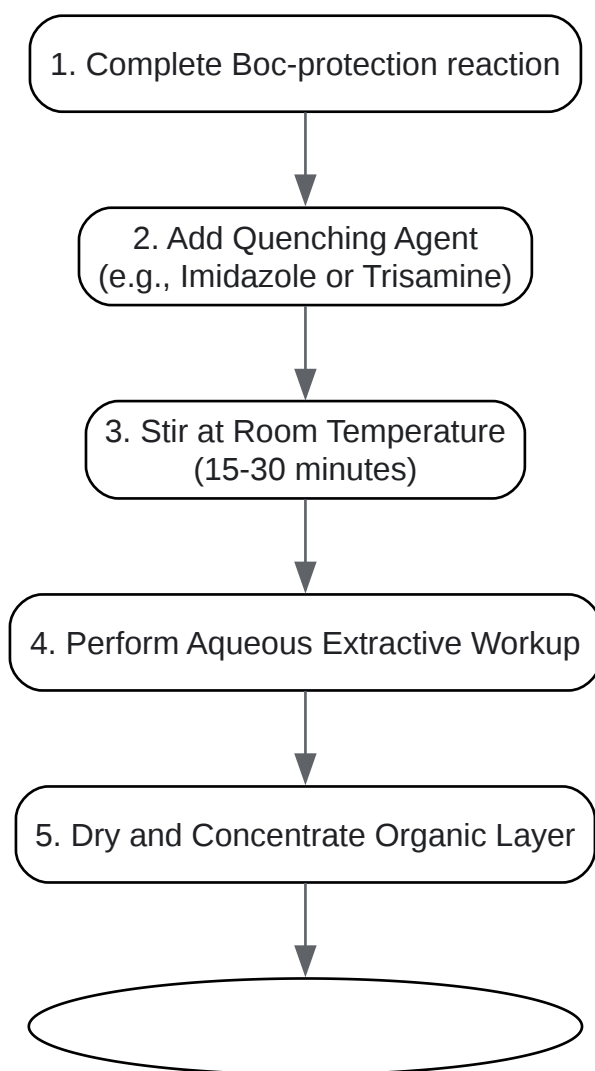 1. Complete Boc-protection reaction
2. Add Quenching Agent
(e.g., Imidazole or Trisamine)
3. Stir at Room Temperature
(15-30 minutes)
4. Perform Aqueous Extractive Workup
5. Dry and Concentrate Organic Layer